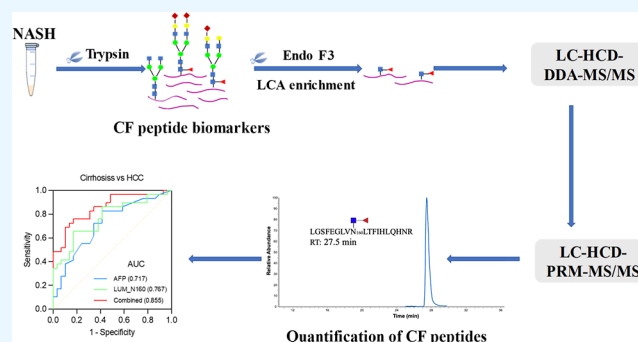 NASH
Trypsin
Endo F3
LCA enrichment
CF peptide biomarkers
LC-HCD-
DDA-MS/MS
Cirrhosiss vs HCC
Sensitivity
1.0
0.8
0.6
0.4
0.2
0.0
0.0 0.2 0.4 0.6 0.8 1.0
1 - Specificity
AUC
AFP (0.717)
LUM_N160 (0.767)
Combined (0.855)
Relative Abundance
LGSFEGLVN₁₆₀LTFIHLQHNR
RT: 27.5 min
Time (min)
Quantification of CF peptides
LC-HCD-
PRM-MS/MS